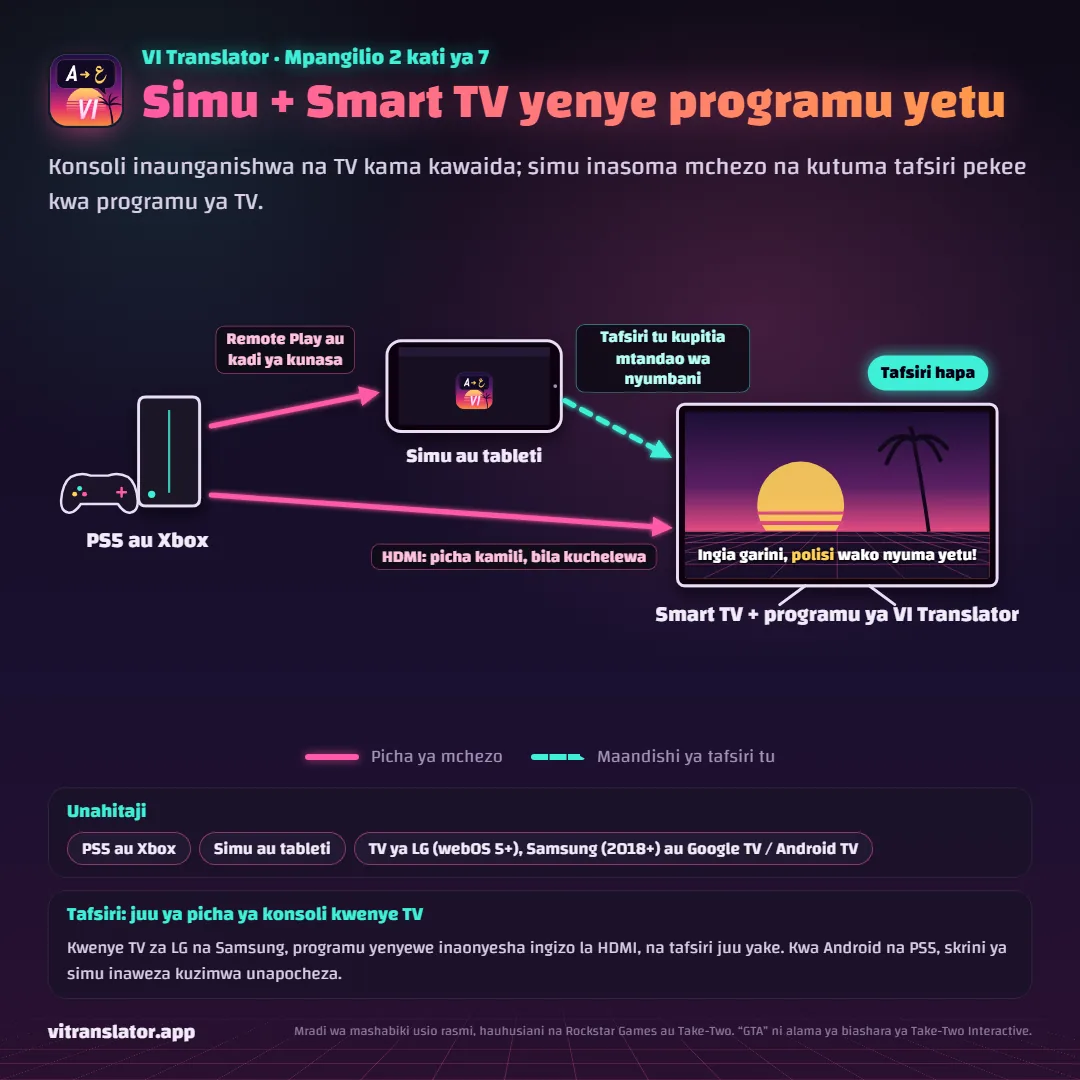 A→ع
VI
VI Translator · Mpangilio 2 kati ya 7
Simu + Smart TV yenye programu yetu
Konsoli inaunganishwa na TV kama kawaida; simu inasoma mchezo na kutuma tafsiri pekee
kwa programu ya TV.
Remote Play au
kadi ya kunasa
Tafsiri tu kupitia
mtandao wa
nyumbani
Tafsiri hapa
A→ع
VI
Simu au tableti
PS5 au Xbox
HDMI: picha kamili, bila kuchelewa
Ingia garini, polisi wako nyuma yetu!
Smart TV + programu ya VI Translator
Picha ya mchezo
Maandishi ya tafsiri tu
Unahitaji
PS5 au Xbox
Simu au tableti
TV ya LG (webOS 5+), Samsung (2018+) au Google TV / Android TV
Tafsiri: juu ya picha ya konsoli kwenye TV
Kwenye TV za LG na Samsung, programu yenyewe inaonyesha ingizo la HDMI, na tafsiri juu yake. Kwa Android na PS5, skrini ya
simu inaweza kuzimwa unapocheza.
vitranslator.app
Mradi wa mashabiki usio rasmi, hauhusiani na Rockstar Games au Take-Two. “GTA” ni alama ya biashara ya Take-Two Interactive.